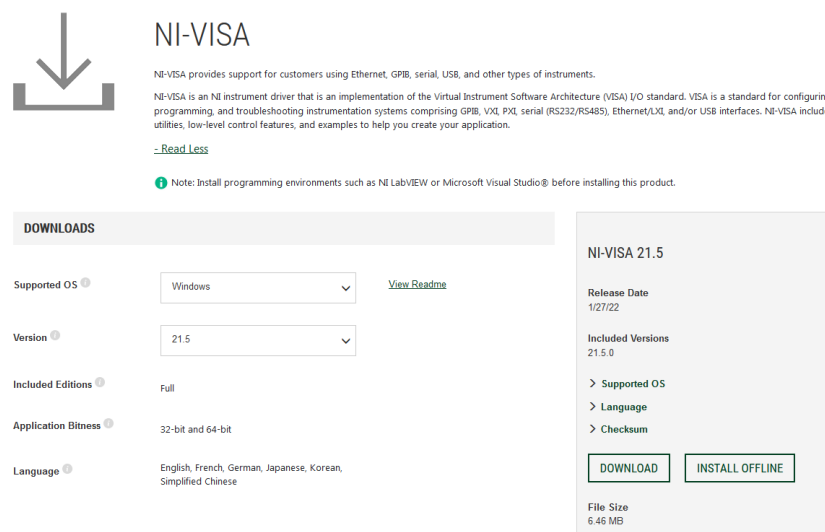 NI-VISA
NI-VISA provides support for customers using Ethernet, GPIB, serial, USB, and other types of instruments.
NI-VISA is an NI instrument driver that is an implementation of the Virtual Instrument Software Architecture (VISA) I/O standard. VISA is a standard for configurin
programming, and troubleshooting instrumentation systems comprising GPIB, VXI, PXI, serial (RS232/RS485), Ethernet/LXI, and/or USB interfaces. NI-VISA include
utilities, low-level control features, and examples to help you create your application.
- Read Less
Note: Install programming environments such as NI LabVIEW or Microsoft Visual Studio® before installing this product.
DOWNLOADS
Supported OS
Windows
View Readme
Version
21.5
Included Editions
Full
Application Bitness
32-bit and 64-bit
Language
English, French, German, Japanese, Korean,
Simplified Chinese
NI-VISA 21.5
Release Date
1/27/22
Included Versions
21.5.0
Supported OS
Language
Checksum
DOWNLOAD
INSTALL OFFLINE
File Size
6.46 MB